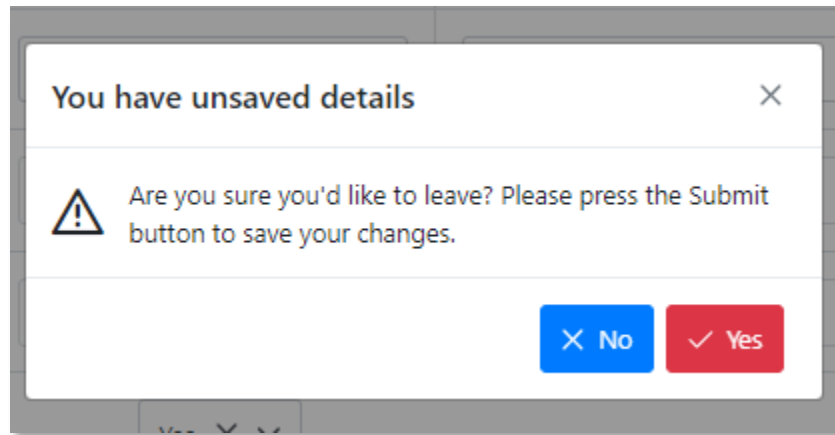 You have unsaved details
Are you sure you'd like to leave? Please press the Submit
button to save your changes.
No
Yes